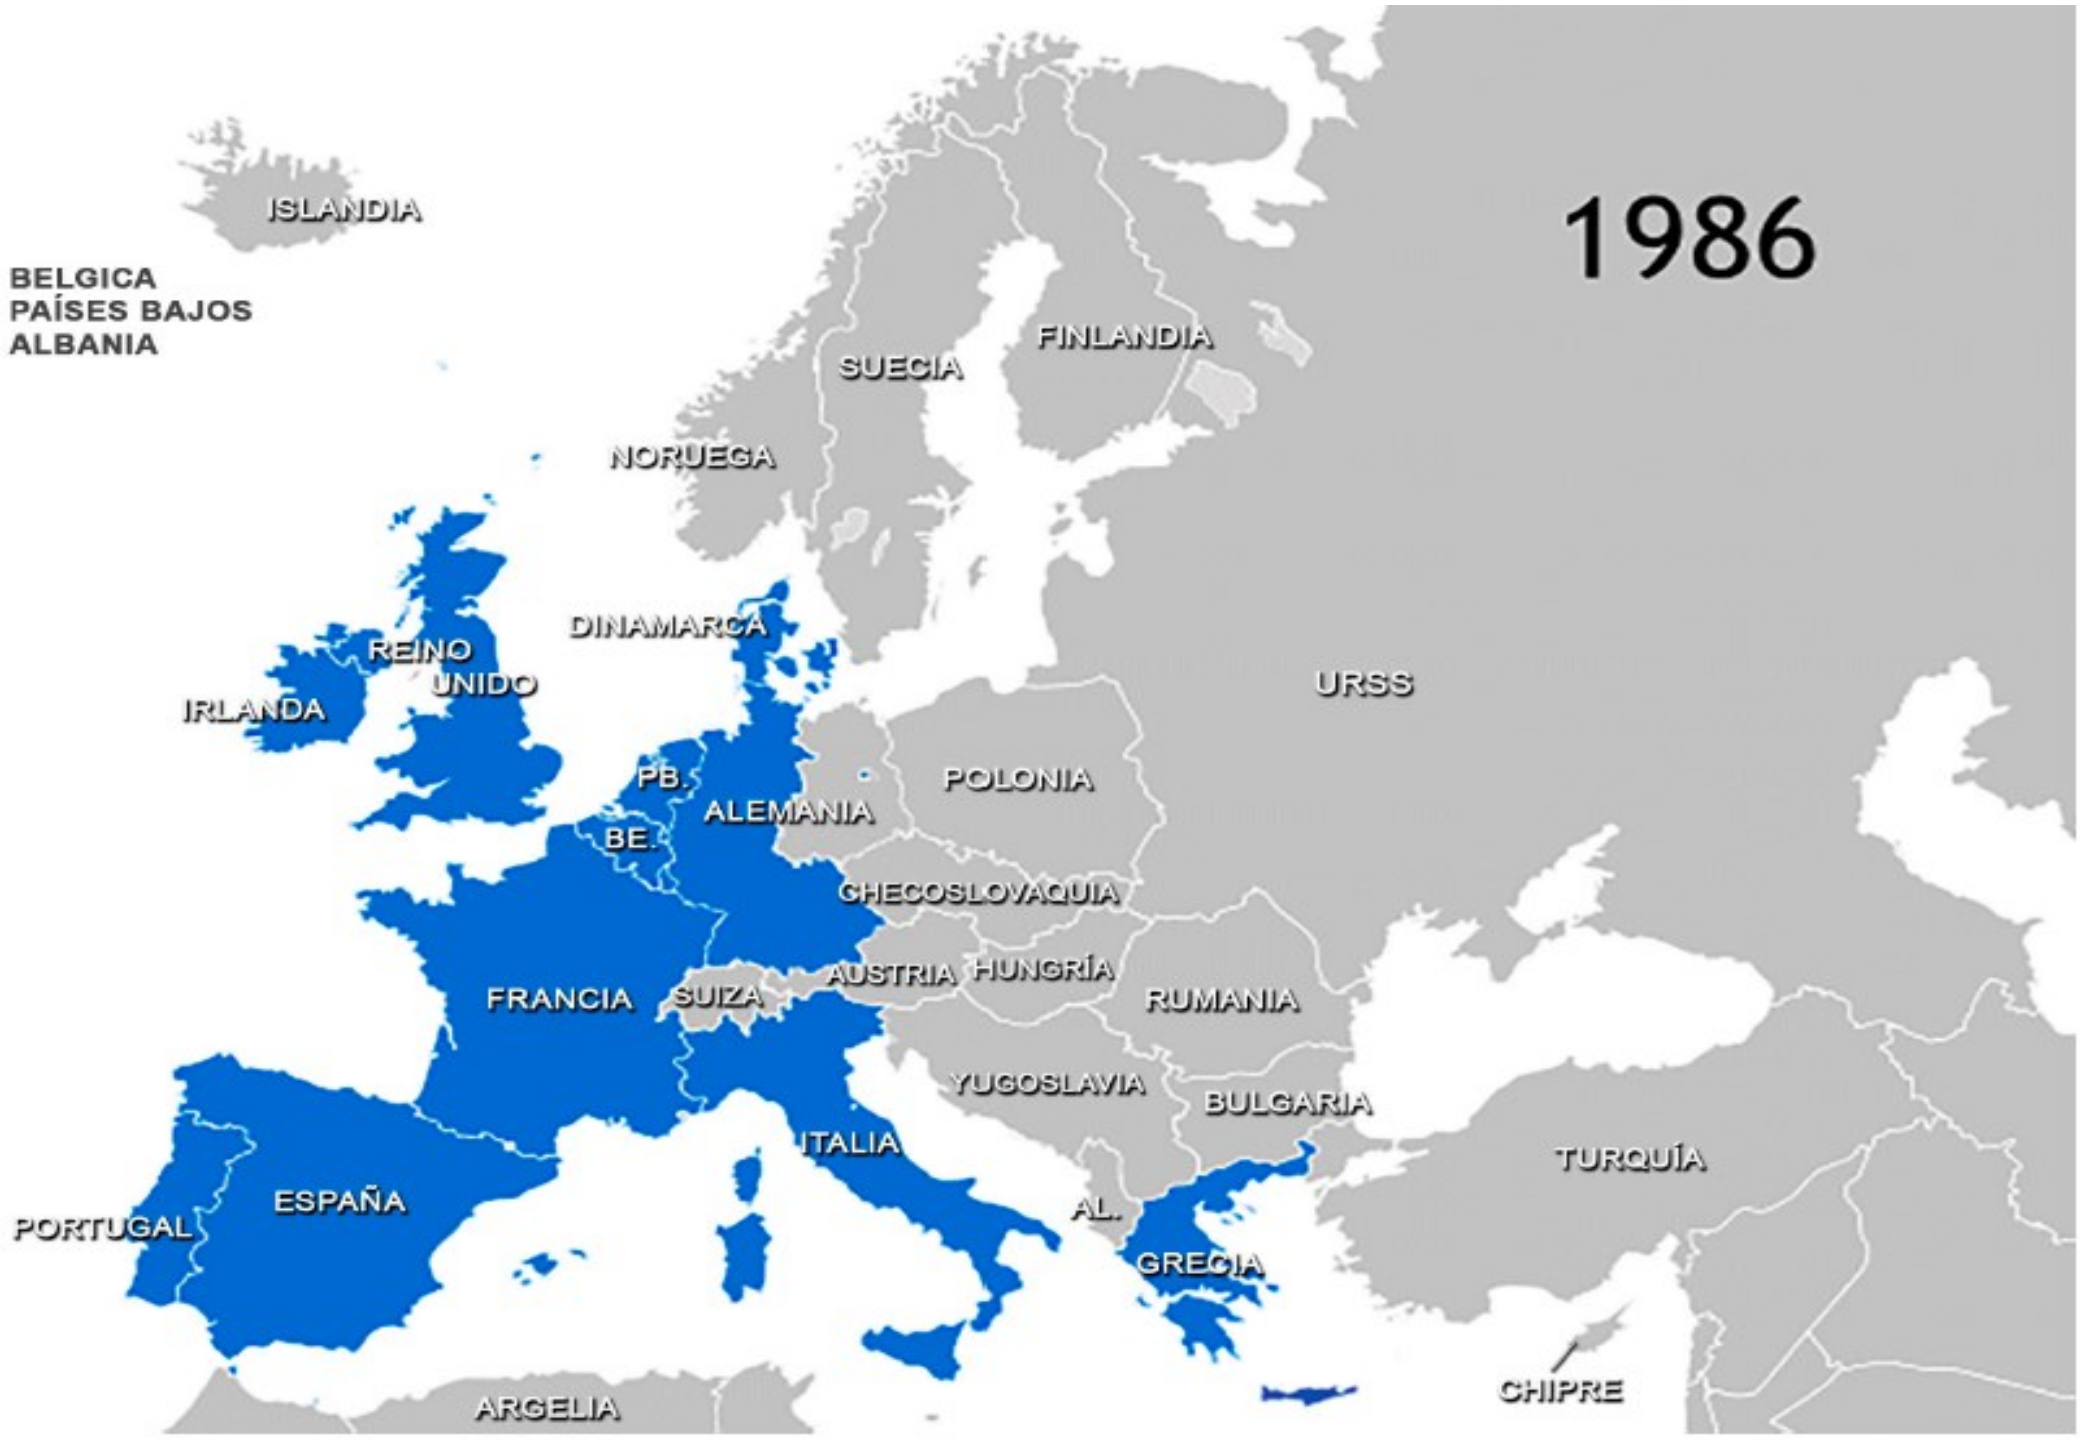 1986
ISLANDIA
BELGICA
PAÍSES BAJOS
ALBANIA
FINLANDIA
SUECIA
NORUEGA
DINAMARCA
REINO
UNIDO
IRLANDA
URSS
PB.
POLONIA
ALEMANIA
BE.
CHECOSLOVAQUIA
AUSTRIA
HUNGRÍA
FRANCIA
SUIZA
RUMANIA
YUGOSLAVIA
BULGARIA
ITALIA
TURQUÍA
ESPAÑA
PORTUGAL
AL.
GRECIA
CHIPRE
ARGELIA